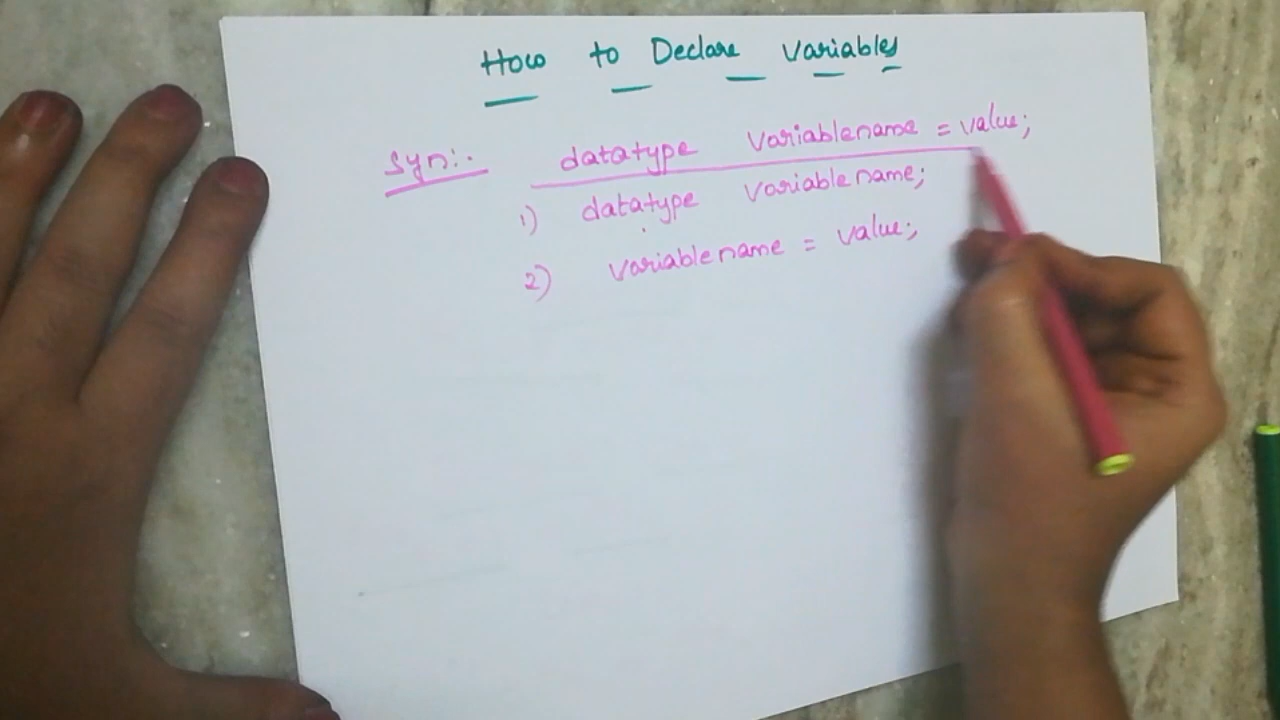 How to Declare Variables
Syn:- datatype variablename = value;
1) datatype variablename;
2) variablename = value;